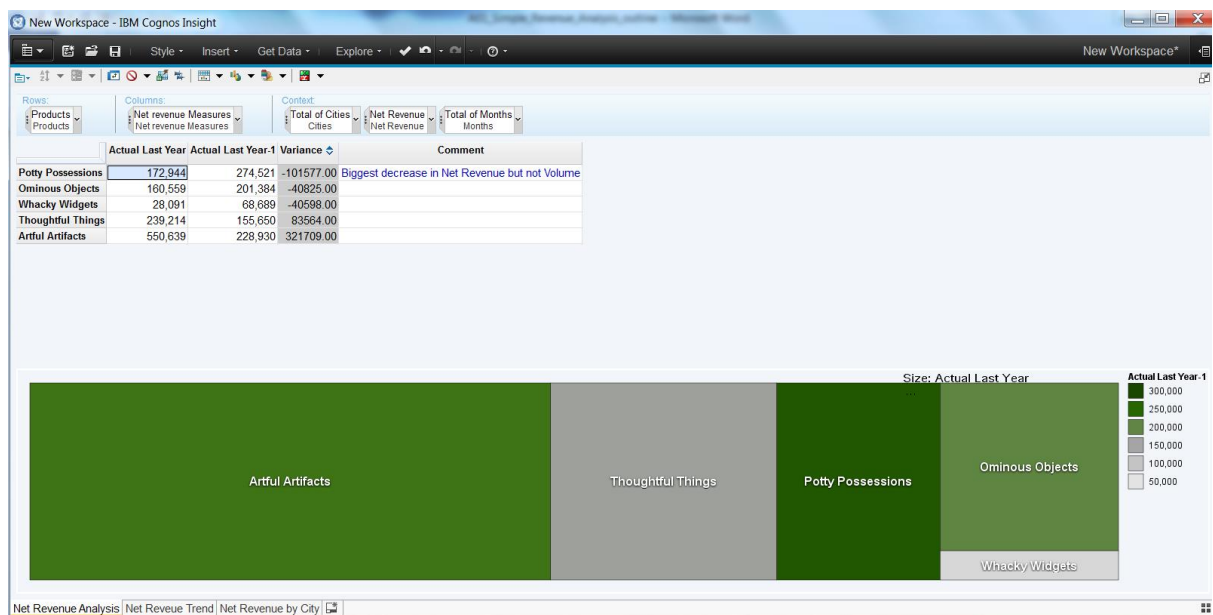 New Workspace - IBM Cognos Insight
A01_Simple_Revenue_Analysis_outline - Microsoft Word
Style Insert Get Data Explore New Workspace*
Rows: Columns: Context:
Products Net revenue Measures Total of Cities Net Revenue Total of Months
Products Net revenue Measures Cities Net Revenue Months
Actual Last Year Actual Last Year-1 Variance Comment
Potty Possessions 172,944 274,521 -101577.00 Biggest decrease in Net Revenue but not Volume
Ominous Objects 160,559 201,384 -40825.00
Whacky Widgets 28,091 68,689 -40598.00
Thoughtful Things 239,214 155,650 83564.00
Artful Artifacts 550,639 228,930 321709.00
Size: Actual Last Year
...
Actual Last Year-1
300,000
250,000
200,000
150,000
100,000
50,000
Artful Artifacts
Thoughtful Things
Potty Possessions
Ominous Objects
Whacky Widgets
Net Revenue Analysis Net Reveue Trend Net Revenue by City